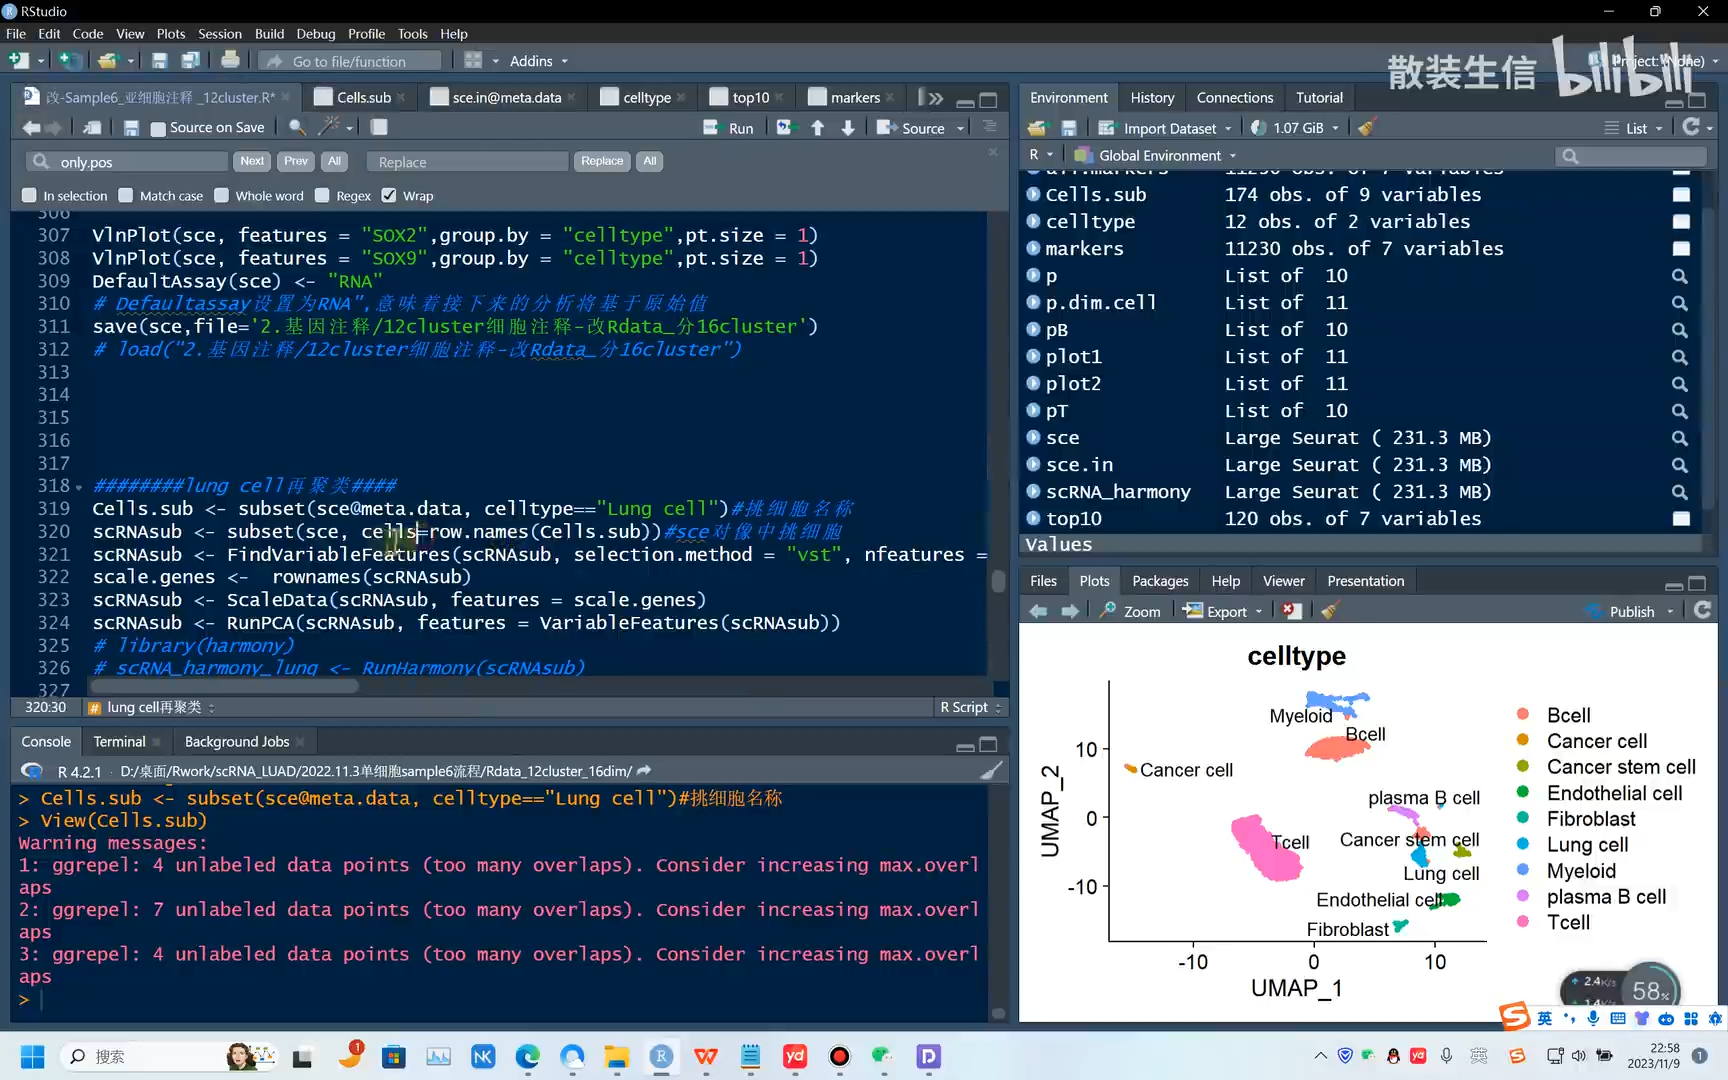 RStudio
File Edit Code View Plots Session Build Debug Profile Tools Help
Go to file/function Addins
散装生信 bilibili
Project: (None)
改-Sample6_亚细胞注释 _12cluster.R* Cells.sub sce.in@meta.data celltype top10 markers
Source on Save Run Source
only.pos Next Prev All Replace Replace All
In selection Match case Whole word Regex Wrap
306
307 VlnPlot(sce, features = "SOX2",group.by = "celltype",pt.size = 1)
308 VlnPlot(sce, features = "SOX9",group.by = "celltype",pt.size = 1)
309 DefaultAssay(sce) <- "RNA"
310 # Defaultassay设置为RNA",意味着接下来的分析将基于原始值
311 save(sce,file='2.基因注释/12cluster细胞注释-改Rdata_分16cluster')
312 # load("2.基因注释/12cluster细胞注释-改Rdata_分16cluster")
313
314
315
316
317
318 ########lung cell再聚类####
319 Cells.sub <- subset(sce@meta.data, celltype=="Lung cell")#挑细胞名称
320 scRNAsub <- subset(sce, cells=row.names(Cells.sub))#sce对像中挑细胞
321 scRNAsub <- FindVariableFeatures(scRNAsub, selection.method = "vst", nfeatures =
322 scale.genes <-  rownames(scRNAsub)
323 scRNAsub <- ScaleData(scRNAsub, features = scale.genes)
324 scRNAsub <- RunPCA(scRNAsub, features = VariableFeatures(scRNAsub))
325 # library(harmony)
326 # scRNA_harmony_lung <- RunHarmony(scRNAsub)
327
320:30 # lung cell再聚类 R Script
Console Terminal Background Jobs
R 4.2.1 · D:/桌面/Rwork/scRNA_LUAD/2022.11.3单细胞sample6流程/Rdata_12cluster_16dim/
> Cells.sub <- subset(sce@meta.data, celltype=="Lung cell")#挑细胞名称
> View(Cells.sub)
Warning messages:
1: ggrepel: 4 unlabeled data points (too many overlaps). Consider increasing max.overl
aps
2: ggrepel: 7 unlabeled data points (too many overlaps). Consider increasing max.overl
aps
3: ggrepel: 4 unlabeled data points (too many overlaps). Consider increasing max.overl
aps
>
Environment History Connections Tutorial
Import Dataset 1.07 GiB List
R Global Environment
all.markers 11230 obs. of 7 variables
Cells.sub 174 obs. of 9 variables
celltype 12 obs. of 2 variables
markers 11230 obs. of 7 variables
p List of 10
p.dim.cell List of 11
pB List of 10
plot1 List of 11
plot2 List of 11
pT List of 10
sce Large Seurat ( 231.3 MB)
sce.in Large Seurat ( 231.3 MB)
scRNA_harmony Large Seurat ( 231.3 MB)
top10 120 obs. of 7 variables
Values
Files Plots Packages Help Viewer Presentation
Zoom Export Publish
celltype
UMAP_2
10
0
-10
Myeloid
Bcell
Cancer cell
plasma B cell
Cancer stem cell
Tcell
Lung cell
Endothelial cell
Fibroblast
-10 0 10
UMAP_1
Bcell
Cancer cell
Cancer stem cell
Endothelial cell
Fibroblast
Lung cell
Myeloid
plasma B cell
Tcell
2.4K/s
1.4K/s
58%
英
搜索
1
NK
yd
yd
英
22:58
2023/11/9
1